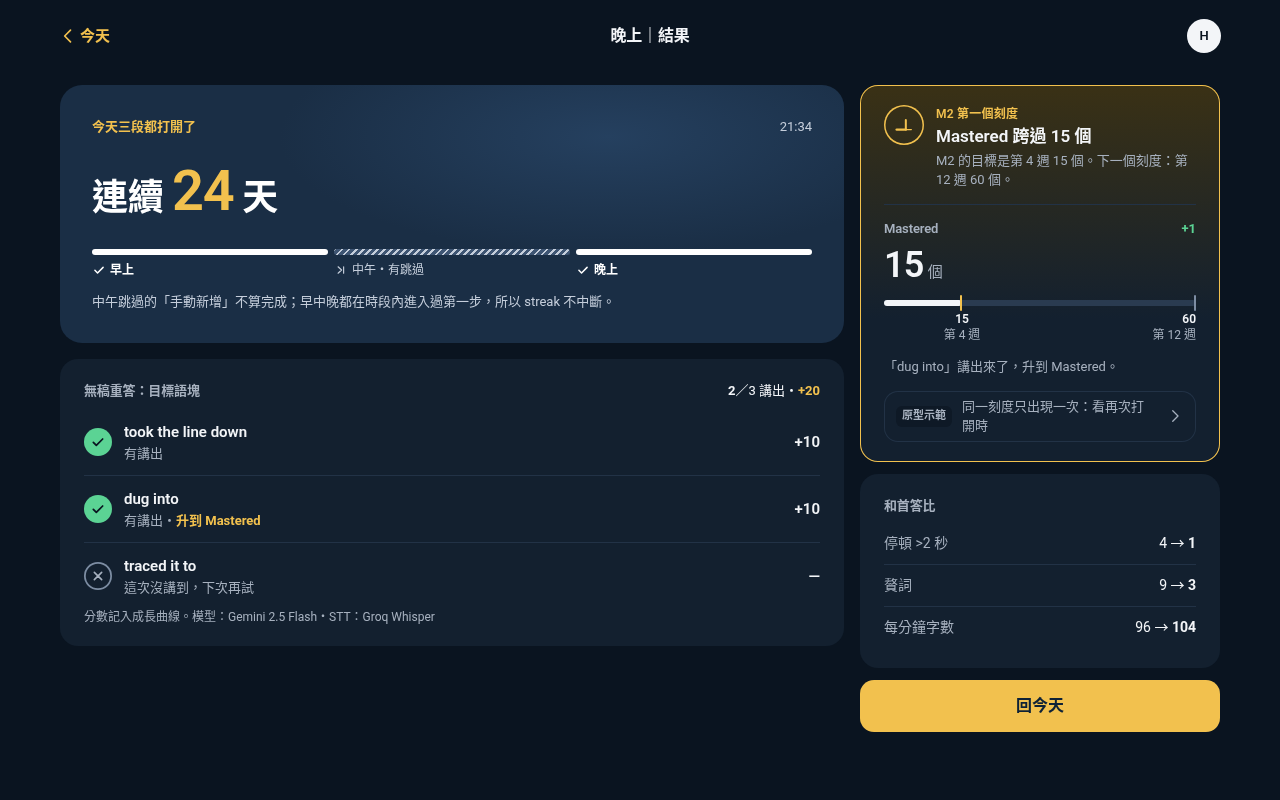 今天
晚上｜結果
H
今天三段都打開了
21:34
連續 24 天
早上
中午・有跳過
晚上
中午跳過的「手動新增」不算完成；早中晚都在時段內進入過第一步，所以 streak 不中斷。
無稿重答：目標語塊
2／3 講出・+20
took the line down
有講出
+10
dug into
有講出・升到 Mastered
+10
traced it to
這次沒講到，下次再試
—
分數記入成長曲線。模型：Gemini 2.5 Flash・STT：Groq Whisper
M2 第一個刻度
Mastered 跨過 15 個
M2 的目標是第 4 週 15 個。下一個刻度：第
12 週 60 個。
Mastered
+1
15 個
15
60
第 4 週
第 12 週
「dug into」講出來了，升到 Mastered。
原型示範
同一刻度只出現一次：看再次打
開時
和首答比
停頓 >2 秒
4 → 1
贅詞
9 → 3
每分鐘字數
96 → 104
回今天